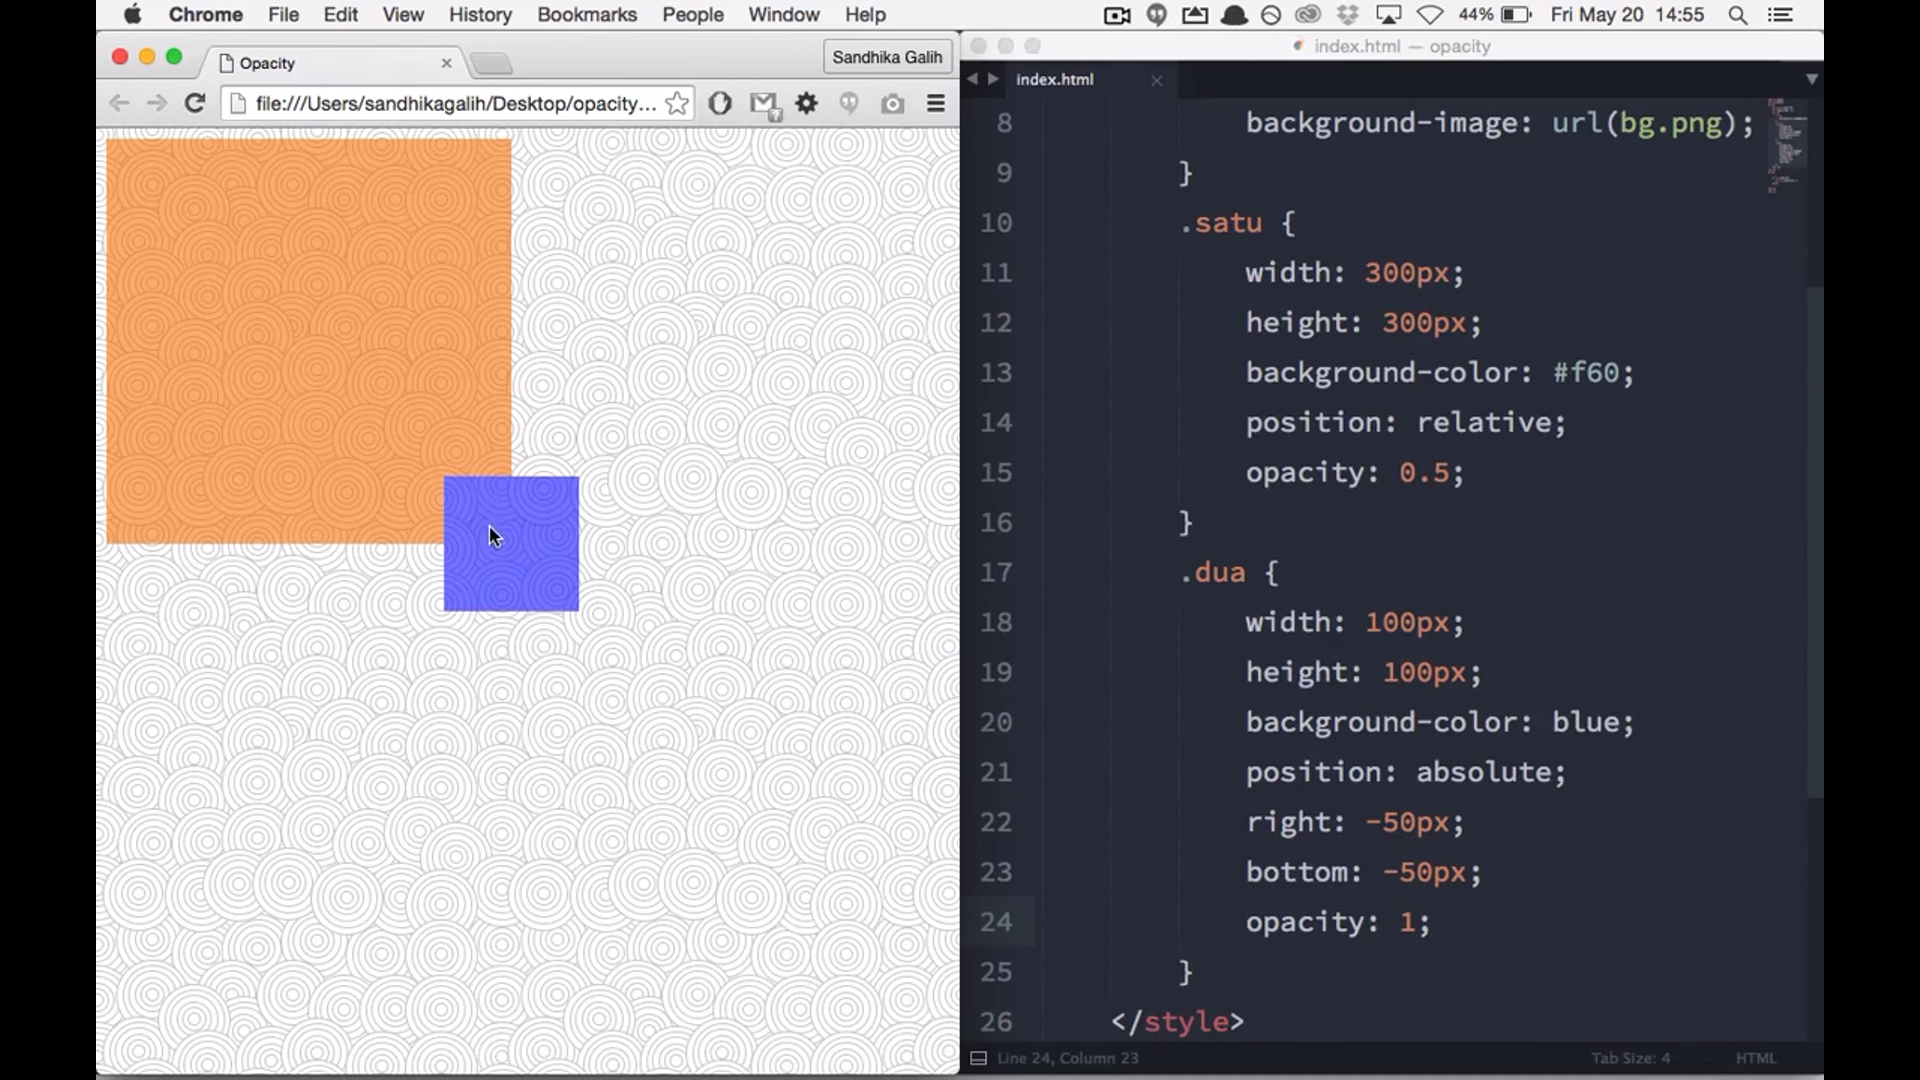 Chrome File Edit View History Bookmarks People Window Help 44% Fri May 20 14:55
Opacity
Sandhika Galih
file:///Users/sandhikagalih/Desktop/opacity...
index.html — opacity
index.html
8 background-image: url(bg.png);
9 }
10 .satu {
11 width: 300px;
12 height: 300px;
13 background-color: #f60;
14 position: relative;
15 opacity: 0.5;
16 }
17 .dua {
18 width: 100px;
19 height: 100px;
20 background-color: blue;
21 position: absolute;
22 right: -50px;
23 bottom: -50px;
24 opacity: 1;
25 }
26 </style>
Line 24, Column 23 Tab Size: 4 HTML